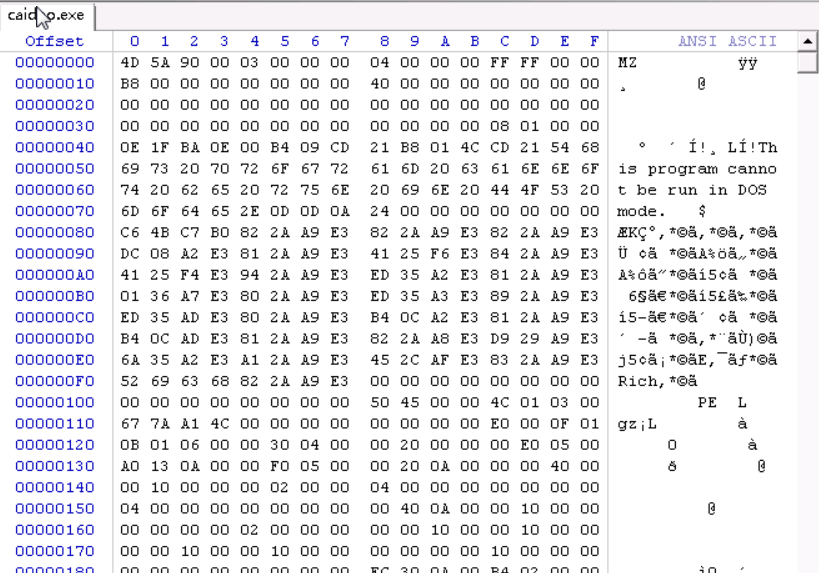 caid o.exe
Offset 0 1 2 3 4 5 6 7 8 9 A B C D E F ANSI ASCII
00000000 4D 5A 90 00 03 00 00 00 04 00 00 00 FF FF 00 00 MZ ÿÿ
00000010 B8 00 00 00 00 00 00 00 40 00 00 00 00 00 00 00 ¸ @
00000020 00 00 00 00 00 00 00 00 00 00 00 00 00 00 00 00
00000030 00 00 00 00 00 00 00 00 00 00 00 00 08 01 00 00
00000040 0E 1F BA 0E 00 B4 09 CD 21 B8 01 4C CD 21 54 68 º ´ Í!¸ LÍ!Th
00000050 69 73 20 70 72 6F 67 72 61 6D 20 63 61 6E 6E 6F is program canno
00000060 74 20 62 65 20 72 75 6E 20 69 6E 20 44 4F 53 20 t be run in DOS
00000070 6D 6F 64 65 2E 0D 0D 0A 24 00 00 00 00 00 00 00 mode. $
00000080 C6 4B C7 B0 82 2A A9 E3 82 2A A9 E3 82 2A A9 E3 ÆKÇ°‚*©ã‚*©ã‚*©ã
00000090 DC 08 A2 E3 81 2A A9 E3 41 25 F6 E3 84 2A A9 E3 Ü ¢ã *©ãA%öã„*©ã
000000A0 41 25 F4 E3 94 2A A9 E3 ED 35 A2 E3 81 2A A9 E3 A%ôã”*©ãí5¢ã *©ã
000000B0 01 36 A7 E3 80 2A A9 E3 ED 35 A3 E3 89 2A A9 E3 6§ã€*©ãí5£ã‰*©ã
000000C0 ED 35 AD E3 80 2A A9 E3 B4 0C A2 E3 81 2A A9 E3 í5-ã€*©ã´ ¢ã *©ã
000000D0 B4 0C AD E3 81 2A A9 E3 82 2A A8 E3 D9 29 A9 E3 ´ -ã *©ã‚*¨ãÙ)©ã
000000E0 6A 35 A2 E3 A1 2A A9 E3 45 2C AF E3 83 2A A9 E3 j5¢ã¡*©ãE,¯ãƒ*©ã
000000F0 52 69 63 68 82 2A A9 E3 00 00 00 00 00 00 00 00 Rich‚*©ã
00000100 00 00 00 00 00 00 00 00 50 45 00 00 4C 01 03 00 PE L
00000110 67 7A A1 4C 00 00 00 00 00 00 00 00 E0 00 0F 01 gz¡L à
00000120 0B 01 06 00 00 30 04 00 00 20 00 00 00 E0 05 00 0 à
00000130 A0 13 0A 00 00 F0 05 00 00 20 0A 00 00 00 40 00 ð @
00000140 00 10 00 00 00 02 00 00 04 00 00 00 00 00 00 00
00000150 04 00 00 00 00 00 00 00 00 40 0A 00 00 10 00 00 @
00000160 00 00 00 00 02 00 00 00 00 00 10 00 00 10 00 00
00000170 00 00 10 00 00 10 00 00 00 00 00 00 10 00 00 00
00000180 00 00 00 00 00 00 00 00 EC 30 0A 00 B4 02 00 00 ì0 ´